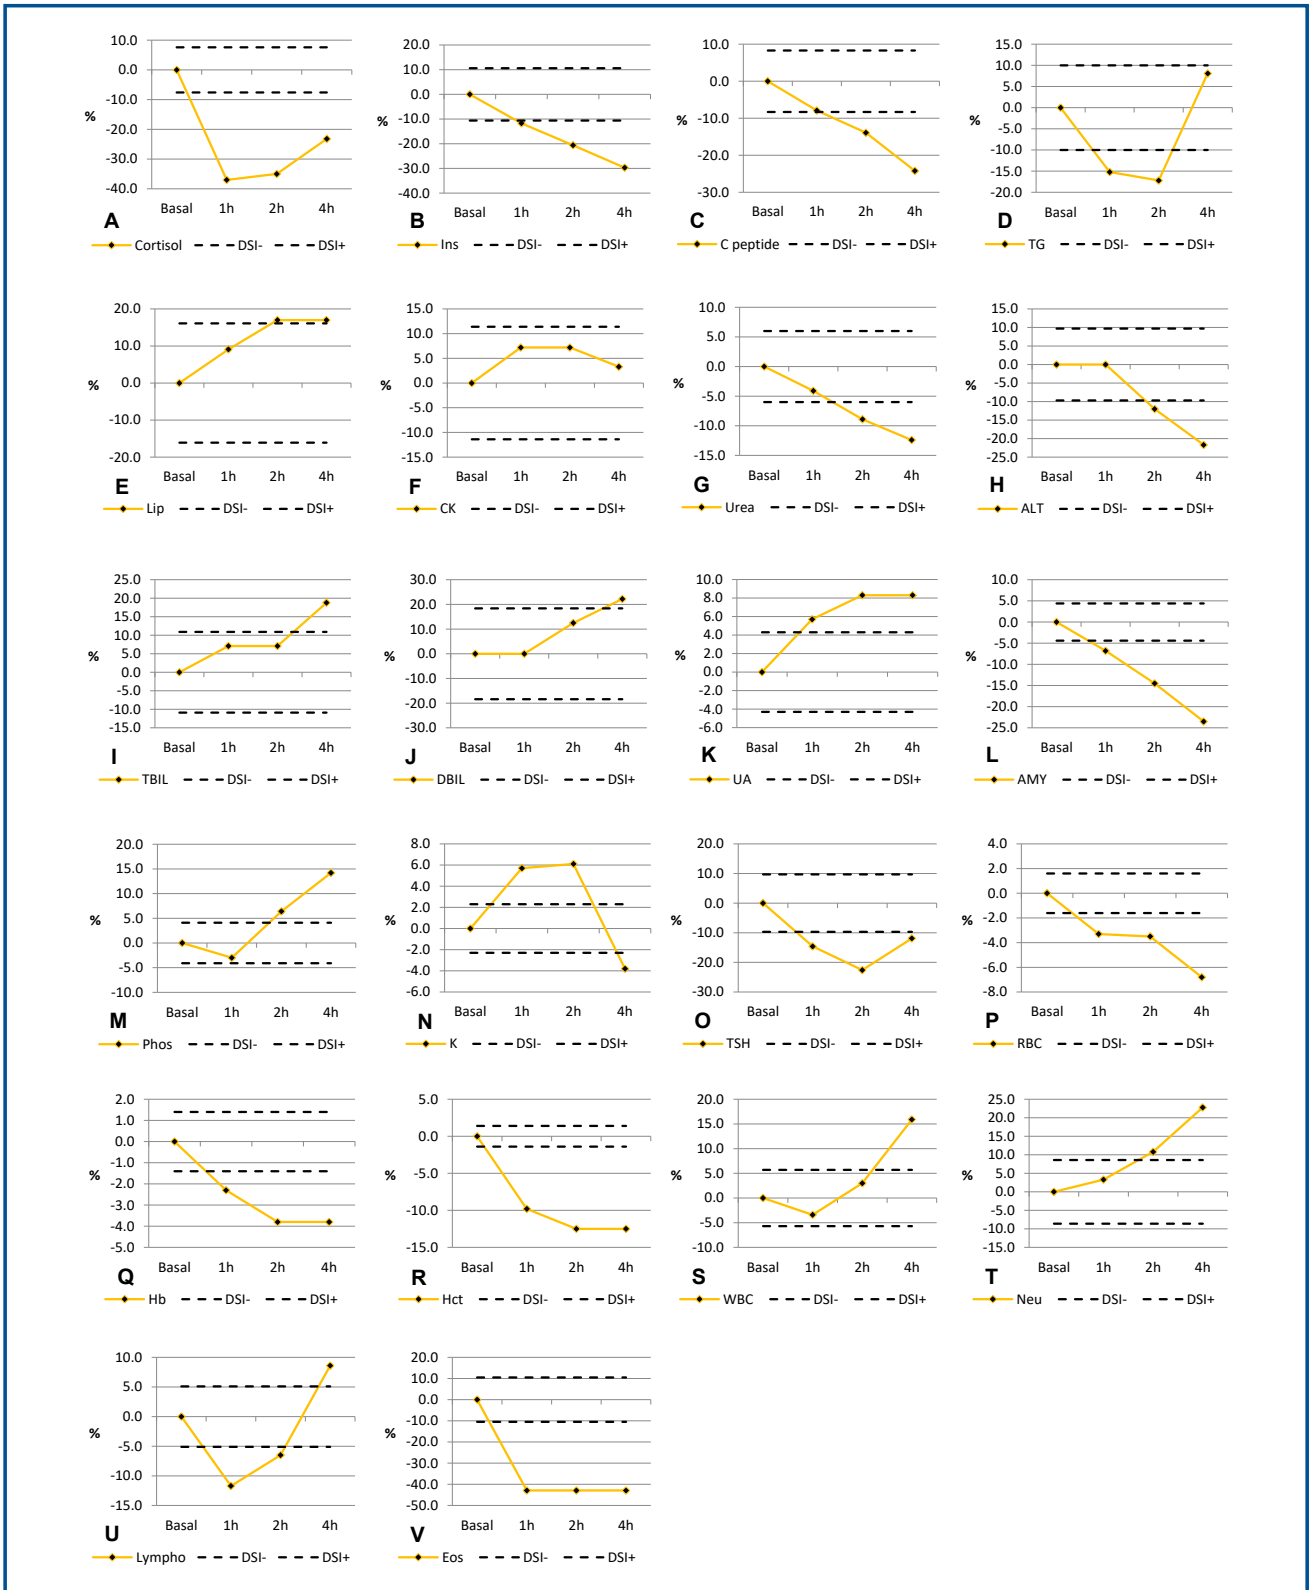 10.0
0.0
-10.0
-20.0
-30.0
-40.0
%
Basal 1h 2h 4h
A
Cortisol DSI- DSI+
20.0
10.0
0.0
-10.0
-20.0
-30.0
-40.0
%
Basal 1h 2h 4h
B
Ins DSI- DSI+
10.0
0.0
-10.0
-20.0
-30.0
%
Basal 1h 2h 4h
C
C peptide DSI- DSI+
15.0
10.0
5.0
0.0
-5.0
-10.0
-15.0
-20.0
%
Basal 1h 2h 4h
D
TG DSI- DSI+
20.0
10.0
0.0
-10.0
-20.0
%
Basal 1h 2h 4h
E
Lip DSI- DSI+
15.0
10.0
5.0
0.0
-5.0
-10.0
-15.0
%
Basal 1h 2h 4h
F
CK DSI- DSI+
10.0
5.0
0.0
-5.0
-10.0
-15.0
%
Basal 1h 2h 4h
G
Urea DSI- DSI+
15.0
10.0
5.0
0.0
-5.0
-10.0
-15.0
-20.0
-25.0
%
Basal 1h 2h 4h
H
ALT DSI- DSI+
25.0
20.0
15.0
10.0
5.0
0.0
-5.0
-10.0
-15.0
%
Basal 1h 2h 4h
I
TBIL DSI- DSI+
30.0
20.0
10.0
0.0
-10.0
-20.0
-30.0
%
Basal 1h 2h 4h
J
DBIL DSI- DSI+
10.0
8.0
6.0
4.0
2.0
0.0
-2.0
-4.0
-6.0
%
Basal 1h 2h 4h
K
UA DSI- DSI+
10.0
5.0
0.0
-5.0
-10.0
-15.0
-20.0
-25.0
%
Basal 1h 2h 4h
L
AMY DSI- DSI+
20.0
15.0
10.0
5.0
0.0
-5.0
-10.0
%
Basal 1h 2h 4h
M
Phos DSI- DSI+
8.0
6.0
4.0
2.0
0.0
-2.0
-4.0
-6.0
%
Basal 1h 2h 4h
N
K DSI- DSI+
20.0
10.0
0.0
-10.0
-20.0
-30.0
%
Basal 1h 2h 4h
O
TSH DSI- DSI+
4.0
2.0
0.0
-2.0
-4.0
-6.0
-8.0
%
Basal 1h 2h 4h
P
RBC DSI- DSI+
2.0
1.0
0.0
-1.0
-2.0
-3.0
-4.0
-5.0
%
Basal 1h 2h 4h
Q
Hb DSI- DSI+
5.0
0.0
-5.0
-10.0
-15.0
%
Basal 1h 2h 4h
R
Hct DSI- DSI+
20.0
15.0
10.0
5.0
0.0
-5.0
-10.0
%
Basal 1h 2h 4h
S
WBC DSI- DSI+
25.0
20.0
15.0
10.0
5.0
0.0
-5.0
-10.0
-15.0
%
Basal 1h 2h 4h
T
Neu DSI- DSI+
10.0
5.0
0.0
-5.0
-10.0
-15.0
%
Basal 1h 2h 4h
U
Lympho DSI- DSI+
20.0
10.0
0.0
-10.0
-20.0
-30.0
-40.0
-50.0
%
Basal 1h 2h 4h
V
Eos DSI- DSI+